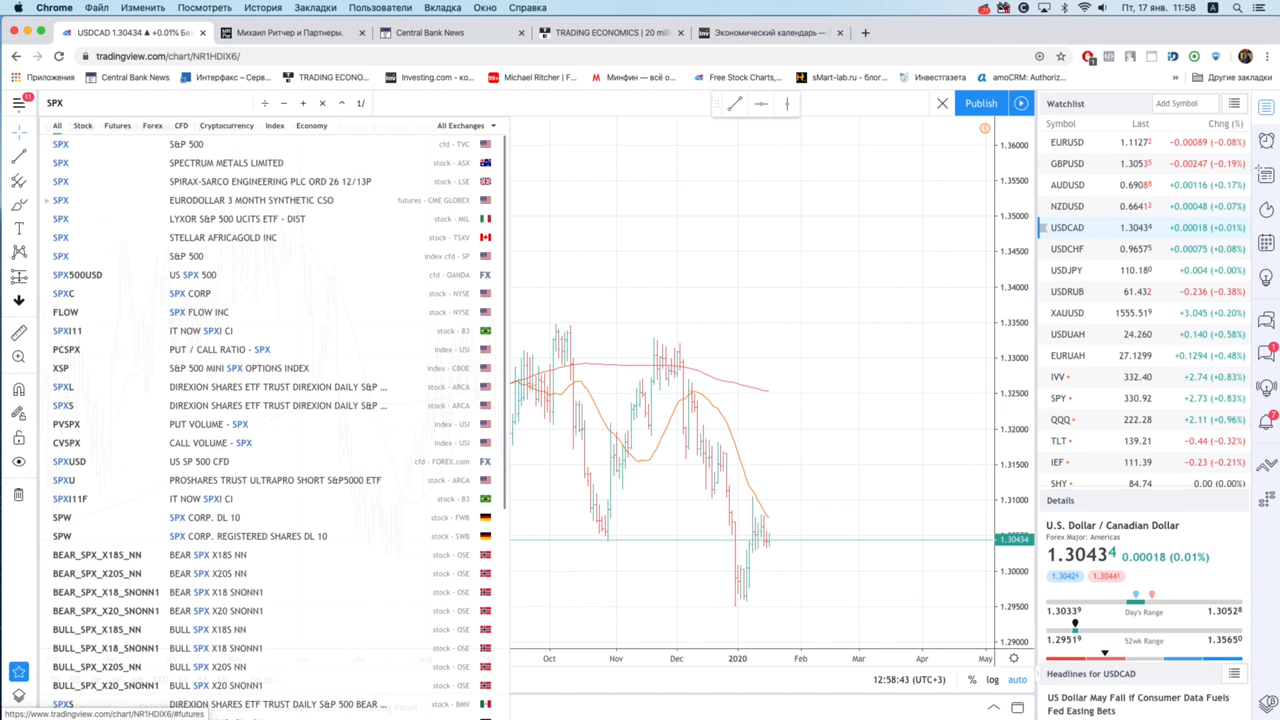 Chrome Файл Изменить Посмотреть История Закладки Пользователи Вкладка Окно Справка Пт, 17 янв. 11:58 A
USDCAD 1.30434 ▲ +0.01% Без × Михаил Ритчер и Партнеры. × Central Bank News × TRADING ECONOMICS | 20 mill × Экономический календарь — × +
tradingview.com/chart/NR1HDIX6/
Приложения Central Bank News Интерфакс – Серв... TRADING ECONO... Investing.com - ко... Michael Ritcher | F... Минфин — всё о... Free Stock Charts,... sMart-lab.ru - блог... Инвестгазета amoCRM: Authoriz... » Другие закладки
11 SPX ÷ − + × ^ 1/ Publish Watchlist Add Symbol
All Stock Futures Forex CFD Cryptocurrency Index Economy All Exchanges
SPX S&P 500 cfd - TVC
SPX SPECTRUM METALS LIMITED stock - ASX
SPX SPIRAX-SARCO ENGINEERING PLC ORD 26 12/13P stock - LSE
SPX EURODOLLAR 3 MONTH SYNTHETIC CSO futures - CME GLOBEX
SPX LYXOR S&P 500 UCITS ETF - DIST stock - MIL
SPX STELLAR AFRICAGOLD INC stock - TSXV
SPX S&P 500 index cfd - SP
SPX500USD US SPX 500 cfd - OANDA FX
SPXC SPX CORP stock - NYSE
FLOW SPX FLOW INC stock - NYSE
SPXI11 IT NOW SPXI CI stock - B3
PCSPX PUT / CALL RATIO - SPX index - USI
XSP S&P 500 MINI SPX OPTIONS INDEX index - CBOE
SPXL DIREXION SHARES ETF TRUST DIREXION DAILY S&P ... stock - ARCA
SPXS DIREXION SHARES ETF TRUST DIREXION DAILY S&P ... stock - ARCA
PVSPX PUT VOLUME - SPX index - USI
CVSPX CALL VOLUME - SPX index - USI
SPXUSD US SP 500 CFD cfd - FOREX.com FX
SPXU PROSHARES TRUST ULTRAPRO SHORT S&P5000 ETF stock - ARCA
SPXI11F IT NOW SPXI CI stock - B3
SPW SPX CORP. DL 10 stock - FWB
SPW SPX CORP. REGISTERED SHARES DL 10 stock - SWB
BEAR_SPX_X18S_NN BEAR SPX X18S NN stock - OSE
BEAR_SPX_X20S_NN BEAR SPX X20S NN stock - OSE
BEAR_SPX_X18_SNONN1 BEAR SPX X18 SNONN1 stock - OSE
BEAR_SPX_X20_SNONN1 BEAR SPX X20 SNONN1 stock - OSE
BULL_SPX_X18S_NN BULL SPX X18S NN stock - OSE
BULL_SPX_X18_SNONN1 BULL SPX X18 SNONN1 stock - OSE
BULL_SPX_X20S_NN BULL SPX X20S NN stock - OSE
BULL_SPX_X20_SNONN1 BULL SPX X20 SNONN1 stock - OSE
SPXS DIREXION SHARES ETF TRUST DIREXION DAILY S&P 500 BEAR ... stock - BMV
https://www.tradingview.com/chart/NR1HDIX6/#futures
Panel
1.36000
1.35500
1.35000
1.34500
1.34000
1.33500
1.33000
1.32500
1.32000
1.31500
1.31000
1.30434
1.30000
1.29500
1.29000
Oct Nov Dec 2020 Feb Mar Apr May
12:58:43 (UTC+3) % log auto
Symbol Last Chng (%)
EURUSD 1.11272 -0.00089 (-0.08%)
GBPUSD 1.30535 -0.00247 (-0.19%)
AUDUSD 0.69088 +0.00116 (+0.17%)
NZDUSD 0.66412 +0.00048 (+0.07%)
USDCAD 1.30434 +0.00018 (+0.01%)
USDCHF 0.96575 +0.00075 (+0.08%)
USDJPY 110.180 +0.004 (+0.00%)
USDRUB 61.432 -0.236 (-0.38%)
XAUUSD 1555.519 +3.045 (+0.20%)
USDUAH 24.260 +0.140 (+0.58%)
EURUAH 27.1299 +0.1294 (+0.48%)
IVV 332.40 +2.74 (+0.83%)
SPY 330.92 +2.73 (+0.83%)
QQQ 222.28 +2.11 (+0.96%)
TLT 139.21 -0.44 (-0.32%)
IEF 111.39 -0.23 (-0.21%)
SHY 84.74 0.00 (0.00%)
Details
U.S. Dollar / Canadian Dollar
Forex Major: Americas
1.30434 0.00018 (0.01%)
1.30426 1.30441
1.30339 Day's Range 1.30528
1.29519 52wk Range 1.35650
Headlines for USDCAD
US Dollar May Fall if Consumer Data Fuels
Fed Easing Bets
1
7